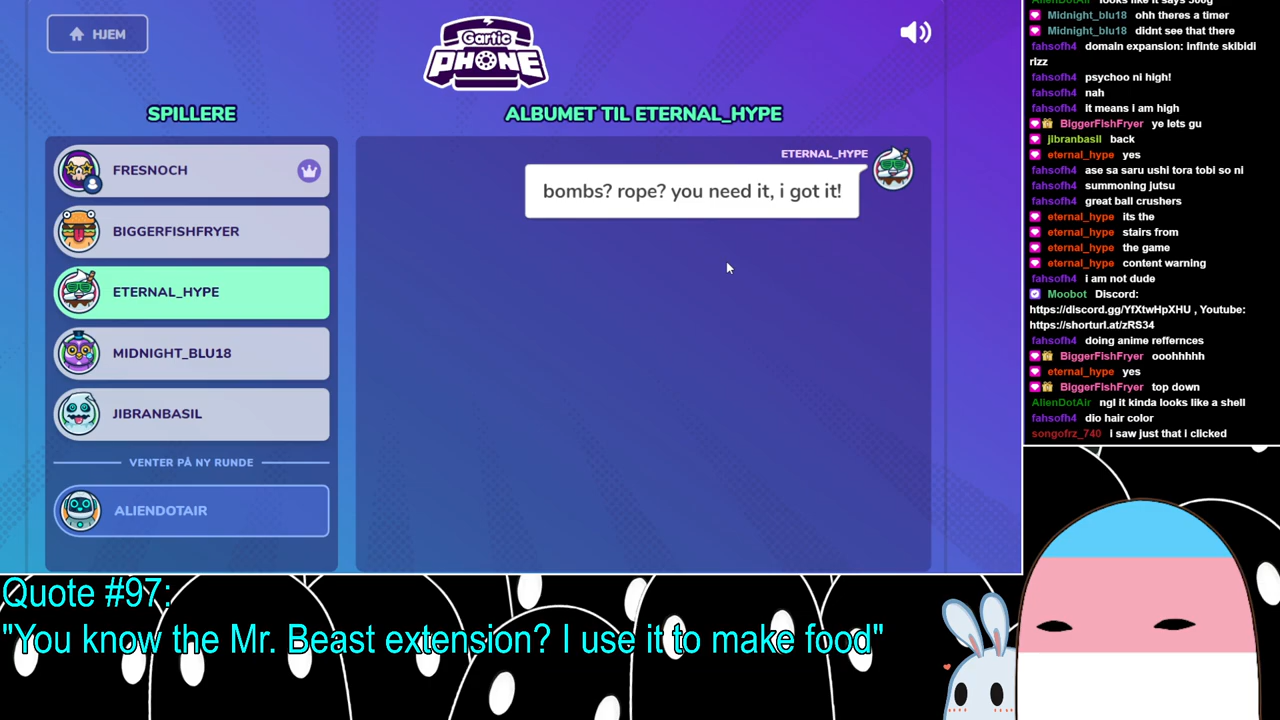 HJEM
Gartic
PHONE
SPILLERE
ALBUMET TIL ETERNAL_HYPE
FRESNOCH
BIGGERFISHFRYER
ETERNAL_HYPE
MIDNIGHT_BLU18
JIBRANBASIL
VENTER PÅ NY RUNDE
ALIENDOTAIR
ETERNAL_HYPE
bombs? rope? you need it, i got it!
AlienDotAir looks like it says 300g
Midnight_blu18 ohh theres a timer
Midnight_blu18 didnt see that there
fahsofh4 domain expansion: infinte skibidi
rizz
fahsofh4 psychoo ni high!
fahsofh4 nah
fahsofh4 it means i am high
BiggerFishFryer ye lets gu
jibranbasil back
eternal_hype yes
fahsofh4 ase sa saru ushi tora tobi so ni
fahsofh4 summoning jutsu
fahsofh4 great ball crushers
eternal_hype its the
eternal_hype stairs from
eternal_hype the game
eternal_hype content warning
fahsofh4 i am not dude
Moobot Discord:
https://discord.gg/YfXtwHpXHU , Youtube:
https://shorturl.at/zRS34
fahsofh4 doing anime reffernces
BiggerFishFryer ooohhhhh
eternal_hype yes
BiggerFishFryer top down
AlienDotAir ngl it kinda looks like a shell
fahsofh4 dio hair color
songofrz_740 I saw just that i clicked
Quote #97:
"You know the Mr. Beast extension? I use it to make food"